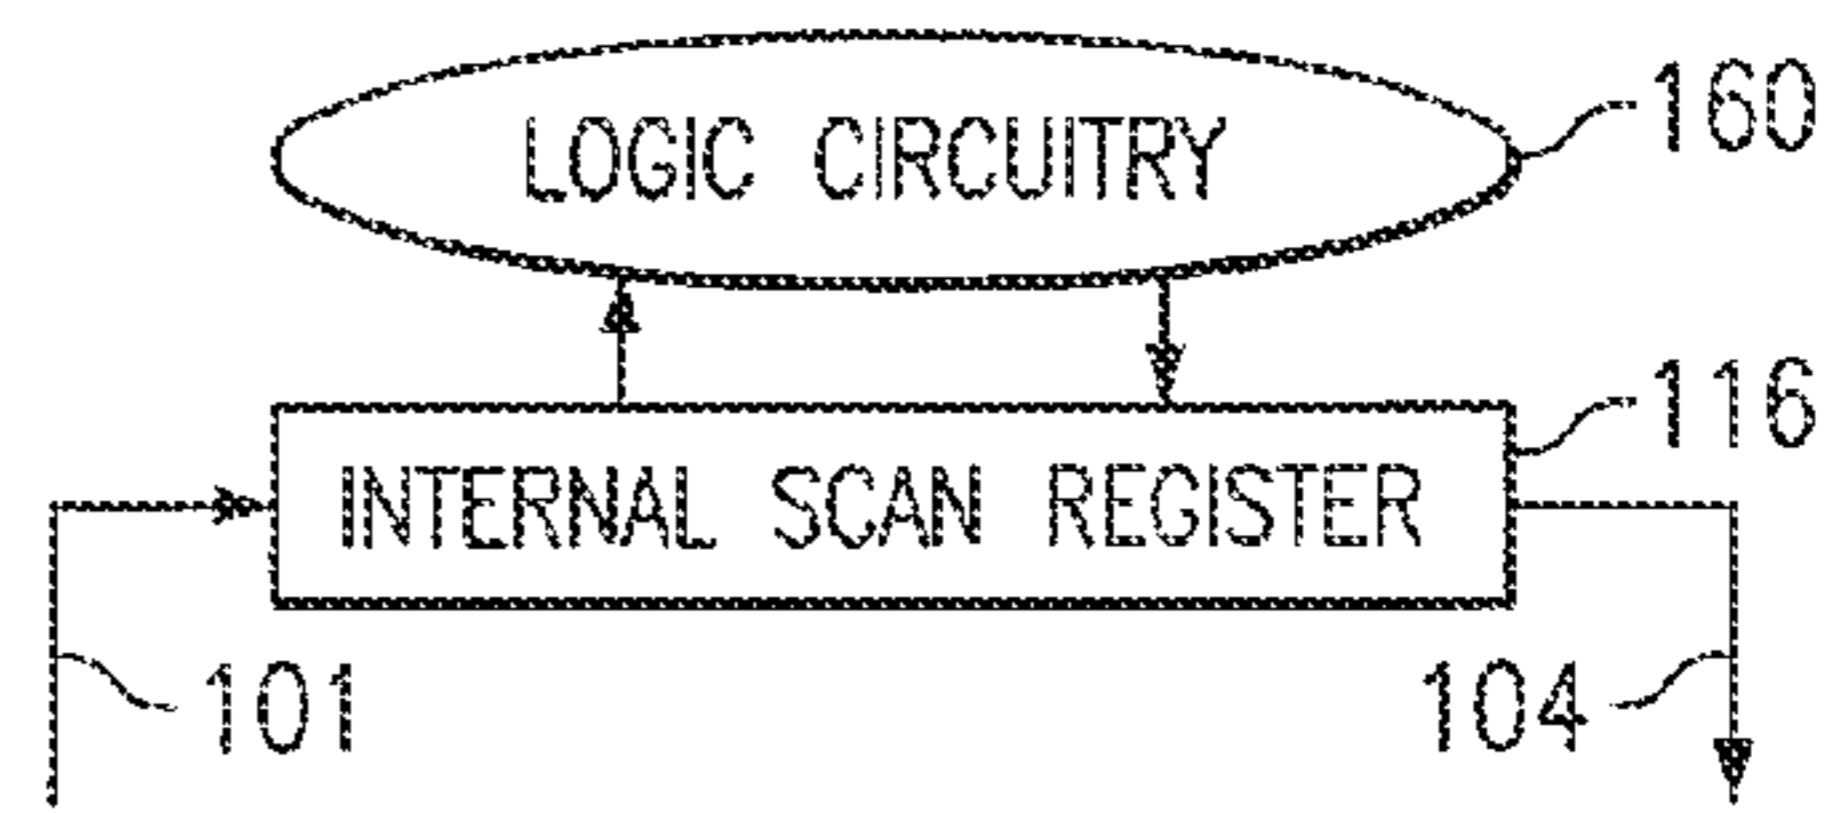 LOGIC CIRCUITRY
160
116
INTERNAL SCAN REGISTER
101
104